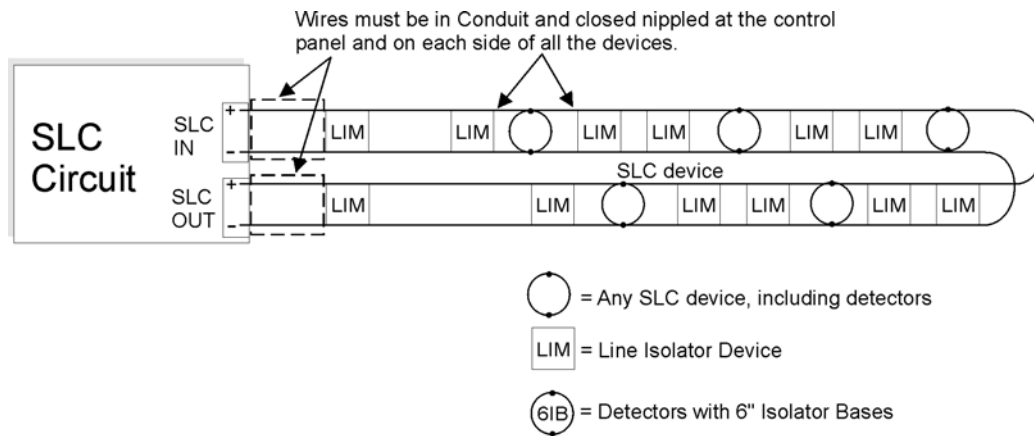 Wires must be in Conduit and closed nippled at the control
panel and on each side of all the devices.
SLC
Circuit
SLC
IN
+
-
LIM LIM LIM LIM LIM LIM
SLC device
SLC
OUT
+
-
LIM LIM LIM LIM LIM LIM
= Any SLC device, including detectors
LIM = Line Isolator Device
6IB = Detectors with 6" Isolator Bases